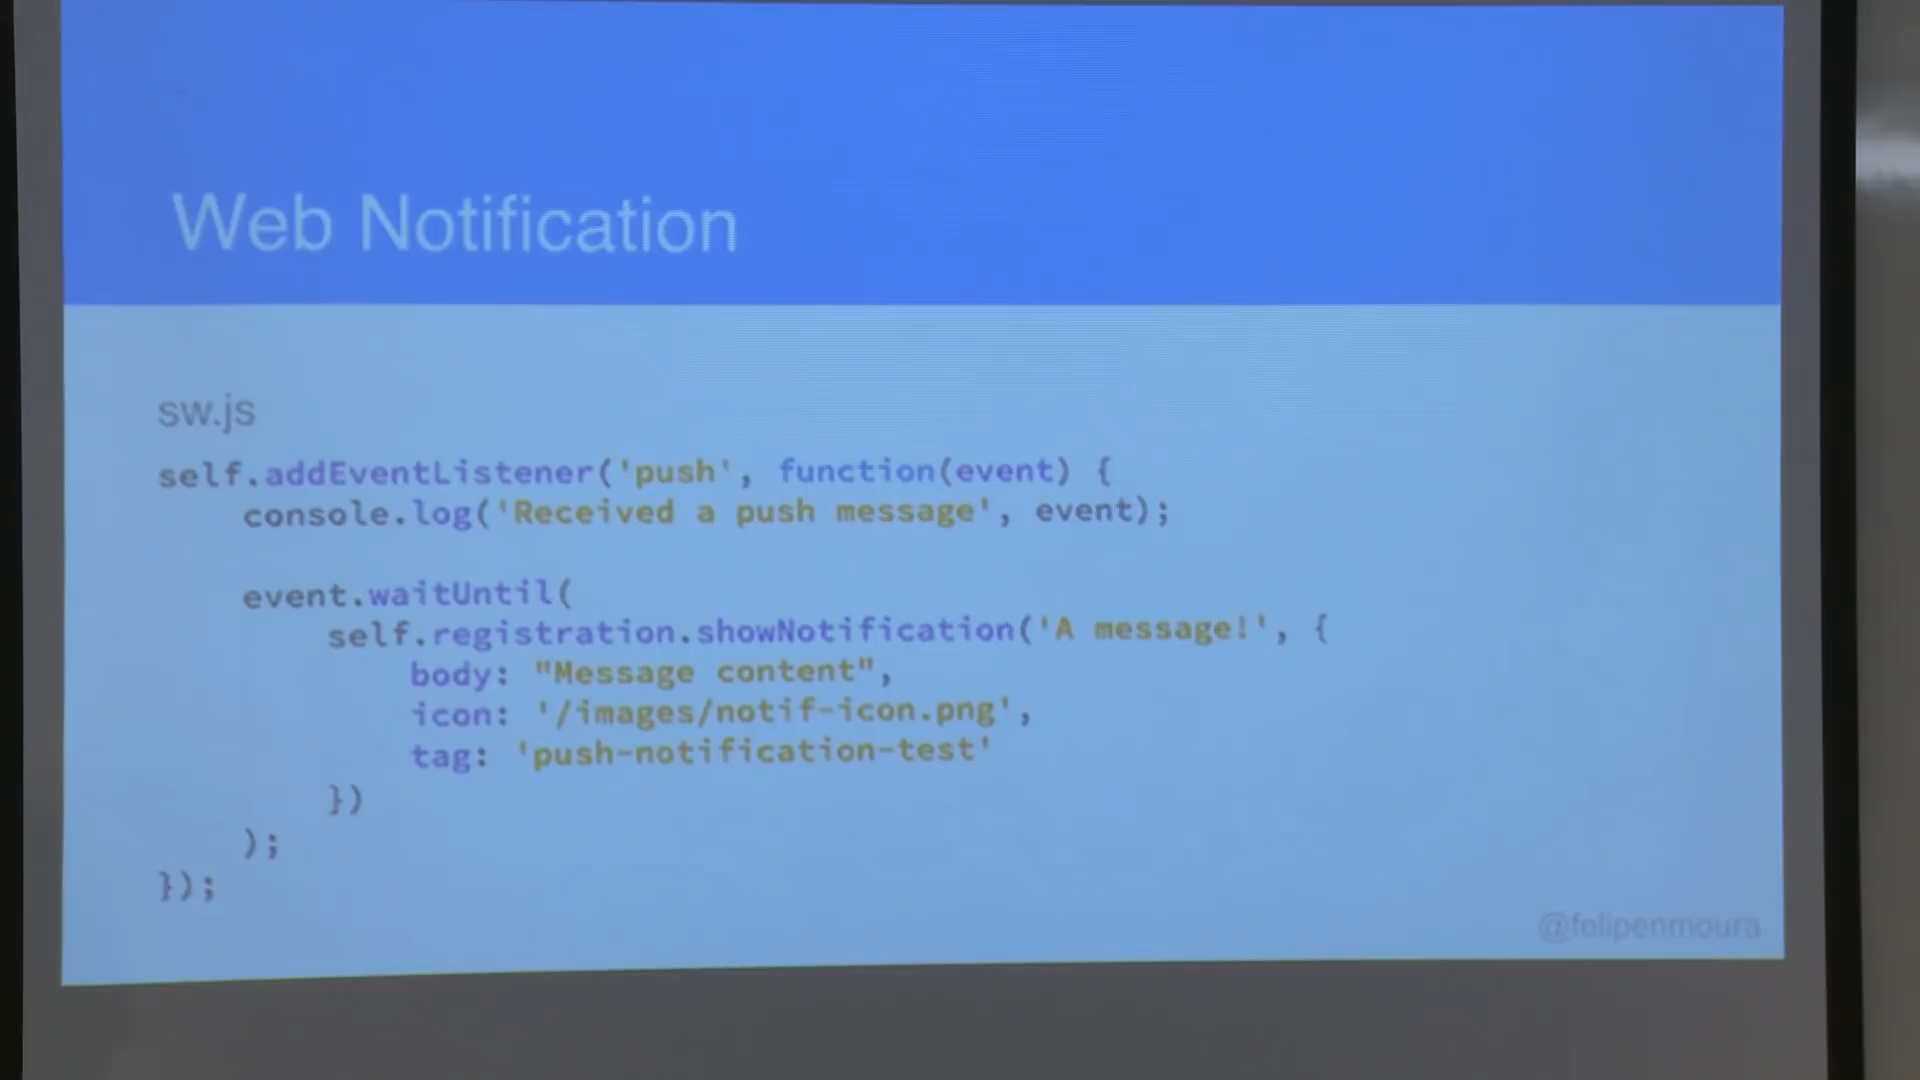 Web Notification
sw.js
self.addEventListener('push', function(event) {
    console.log('Received a push message', event);
    event.waitUntil(
        self.registration.showNotification('A message!', {
            body: "Message content",
            icon: '/images/notif-icon.png',
            tag: 'push-notification-test'
        })
    );
});
@felipenmoura